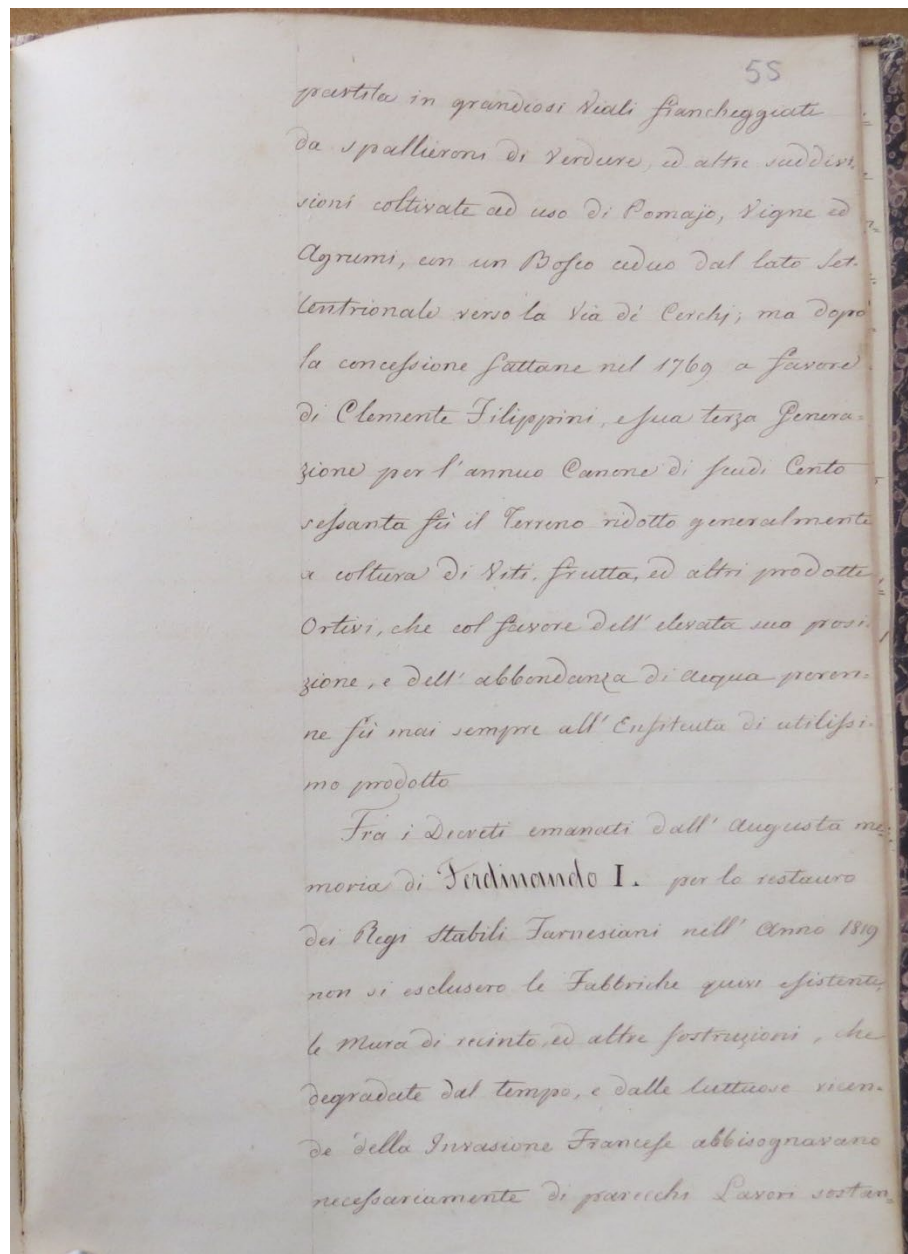 55
partita in grandiosi Viali fiancheggiati
da spallieroni di Verdure, ed altre suddivi-
sioni coltivate ad uso di Pomajo, Vigne ed
Agrumi, con un Bosco ceduo dal lato Set-
tentrionale verso la Via de' Cerchj; ma dopo
la concessione fattane nel 1769 a favore
di Clemente Filippini, e sua terza Genera-
zione per l'annuo Canone di scudi Cento
sessanta fù il Terreno ridotto generalmente
a coltura di Viti, frutta, ed altri prodotti
Ortivi, che col favore dell'elevata sua posi-
zione, e dell'abbondanza di acqua peren-
ne fù mai sempre all'Enfiteuta di utilissi-
mo prodotto
Frà i Decreti emanati dall'Augusta me-
moria di Ferdinando I. per lo restauro
dei Regi Stabili Farnesiani nell'Anno 1819
non si esclusero le Fabbriche quivi esistenti,
le Mura di recinto, ed altre sostruzioni, che
degradate dal tempo, e dalle luttuose vicen-
de della Invasione Francese abbisognavano
necessariamente di parecchi Lavori sostan-